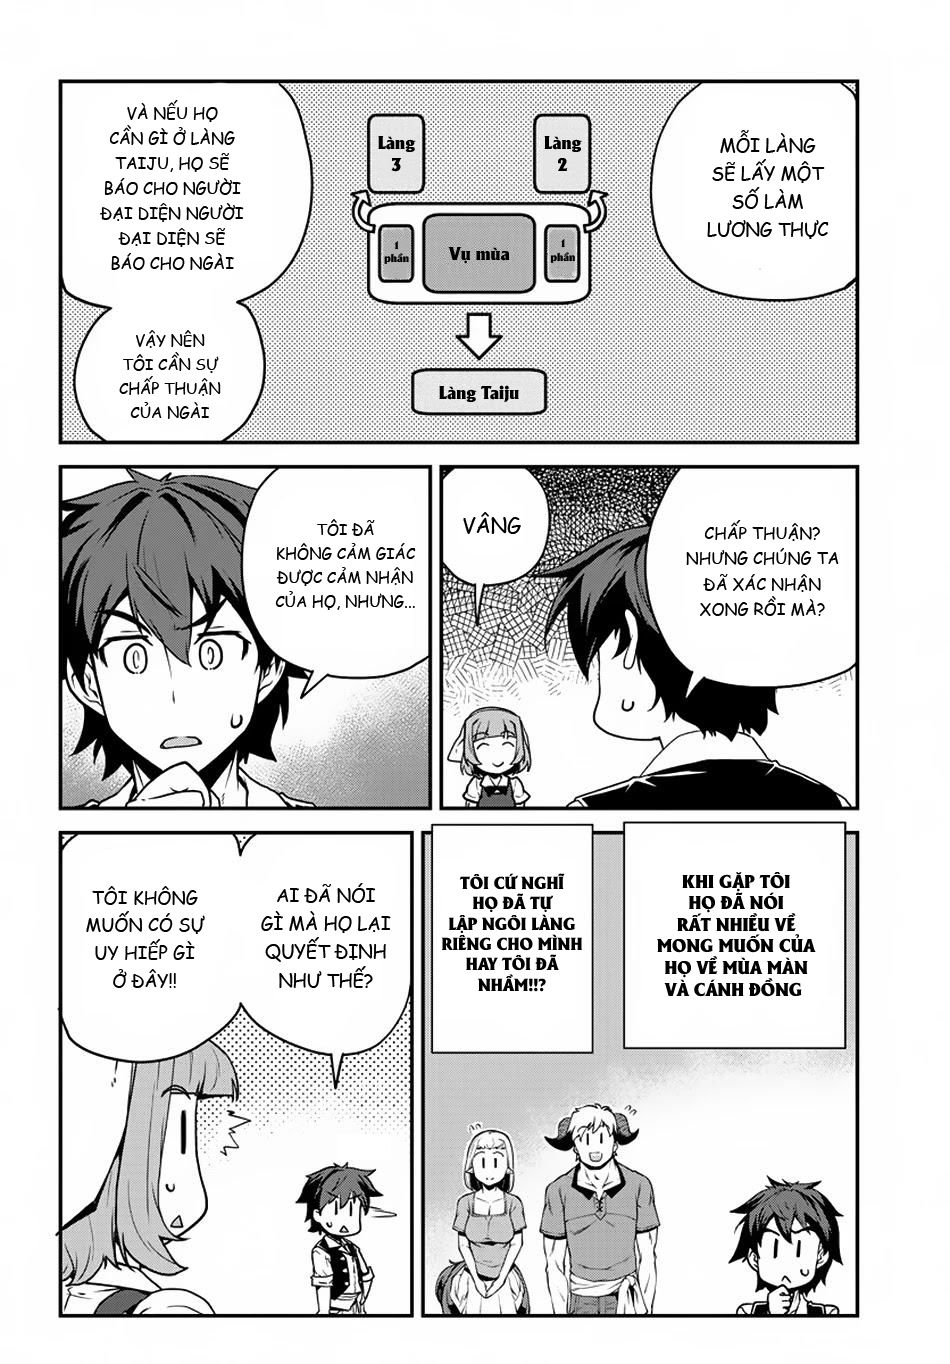 MỖI LÀNG
SẼ LẤY MỘT
SỐ LÀM
LƯƠNG THỰC
Làng
2
Làng
3
1
phần
Vụ mùa
1
phần
Làng Taiju
VÀ NẾU HỌ
CẦN GÌ Ở LÀNG
TAIJU, HỌ SẼ
BÁO CHO NGƯỜI
ĐẠI DIỆN NGƯỜI
ĐẠI DIỆN SẼ
BÁO CHO NGÀI
VẬY NÊN
TÔI CẦN SỰ
CHẤP THUẬN
CỦA NGÀI
CHẤP THUẬN?
NHƯNG CHÚNG TA
ĐÃ XÁC NHẬN
XONG RỒI MÀ?
VÂNG
TÔI ĐÃ
KHÔNG CẢM GIÁC
ĐƯỢC CẢM NHẬN
CỦA HỌ, NHƯNG...
KHI GẶP TÔI
HỌ ĐÃ NÓI
RẤT NHIỀU VỀ
MONG MUỐN CỦA
HỌ VỀ MÙA MÀN
VÀ CÁNH ĐỒNG
TÔI CỨ NGHĨ
HỌ ĐÃ TỰ
LẬP NGÔI LÀNG
RIÊNG CHO MÌNH
HAY TÔI ĐÃ
NHẦM!!?
AI ĐÃ NÓI
GÌ MÀ HỌ LẠI
QUYẾT ĐỊNH
NHƯ THẾ?
TÔI KHÔNG
MUỐN CÓ SỰ
UY HIẾP GÌ
Ở ĐÂY!!